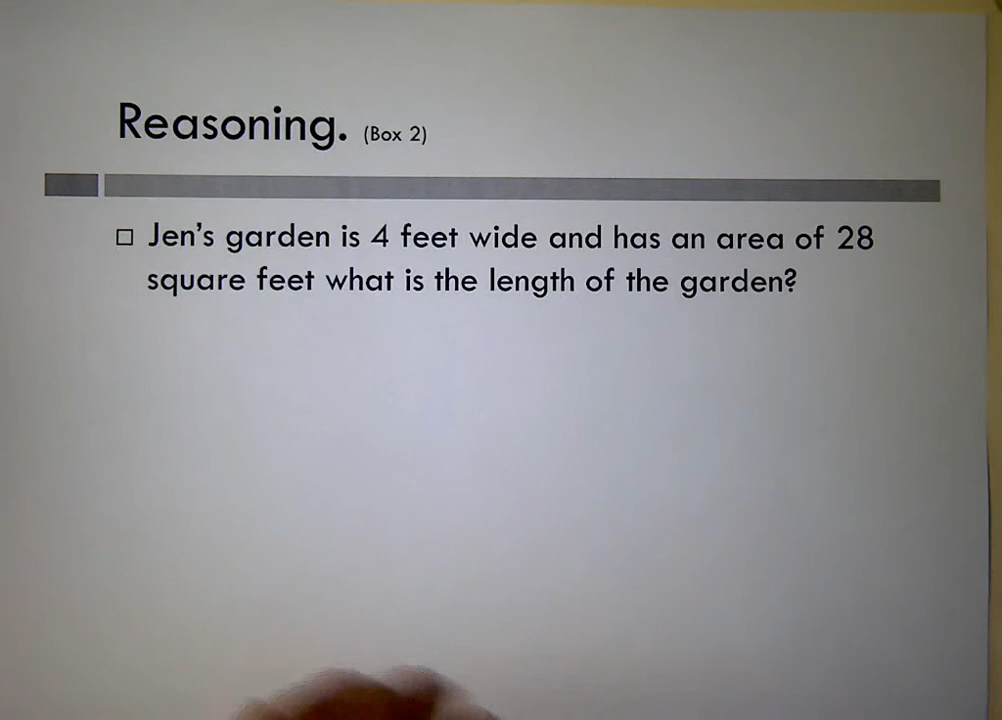 Reasoning. (Box 2)
Jen's garden is 4 feet wide and has an area of 28
square feet what is the length of the garden?